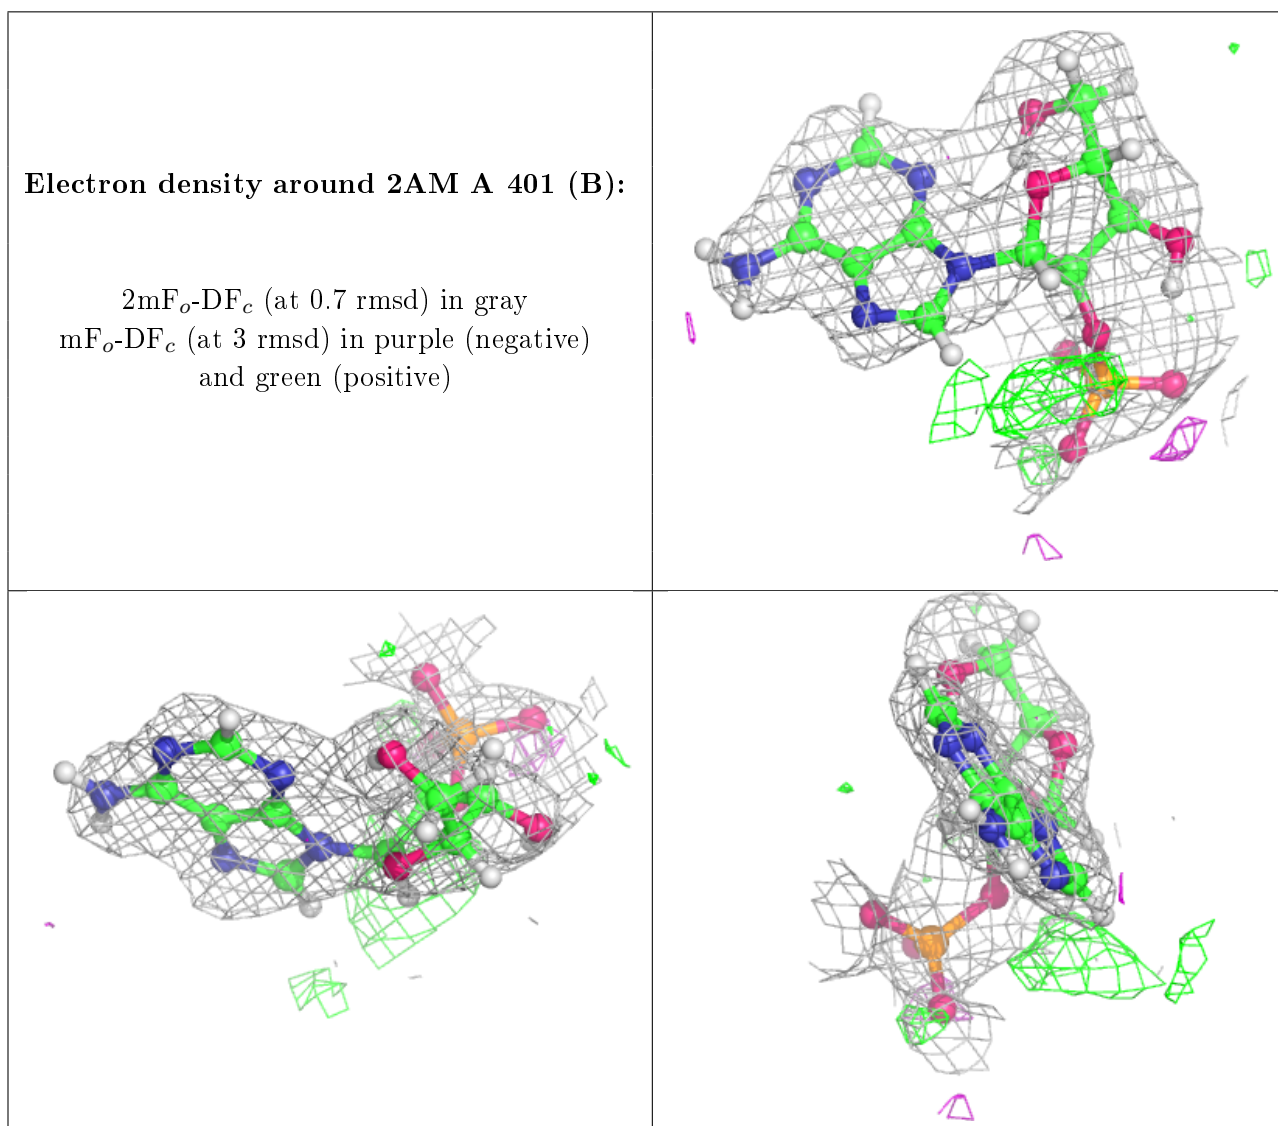 Electron density around 2AM A 401 (B):
2mFo-DFc (at 0.7 rmsd) in gray
mFo-DFc (at 3 rmsd) in purple (negative)
and green (positive)